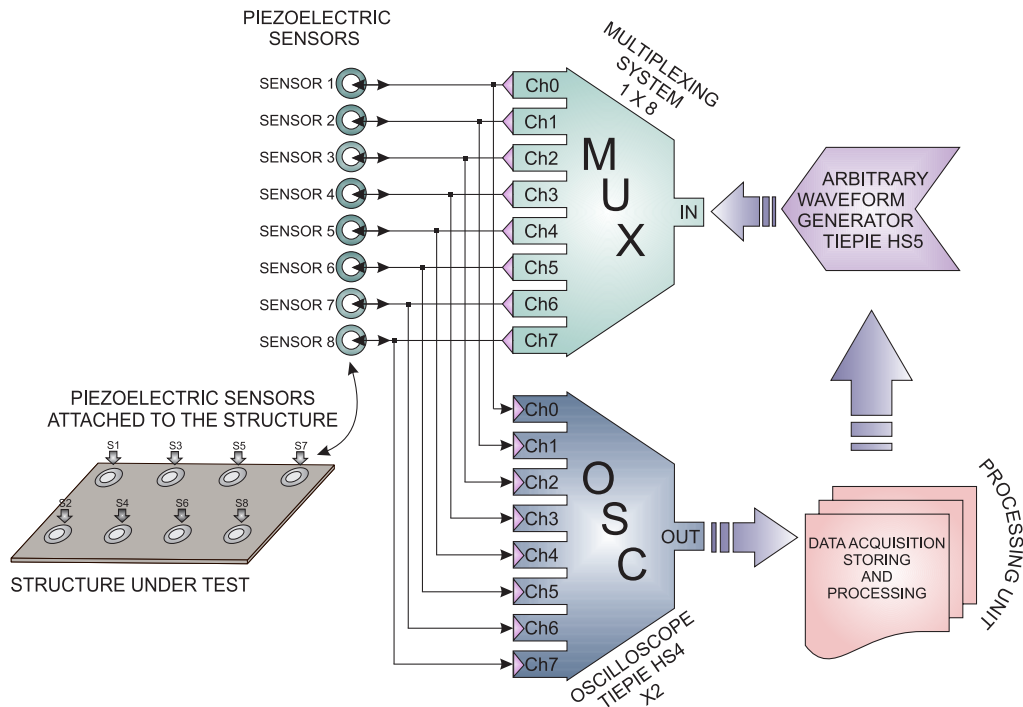 PIEZOELECTRIC
SENSORS
SENSOR 1
SENSOR 2
SENSOR 3
SENSOR 4
SENSOR 5
SENSOR 6
SENSOR 7
SENSOR 8
Ch0
Ch1
Ch2
Ch3
Ch4
Ch5
Ch6
Ch7
MUX
IN
MULTIPLEXING
SYSTEM
1 X 8
ARBITRARY
WAVEFORM
GENERATOR
TIEPIE HS5
PIEZOELECTRIC SENSORS
ATTACHED TO THE STRUCTURE
S1
S3
S5
S7
S2
S4
S6
S8
STRUCTURE UNDER TEST
Ch0
Ch1
Ch2
Ch3
Ch4
Ch5
Ch6
Ch7
OSC
OUT
OSCILLOSCOPE
TIEPIE HS4
X2
DATA ACQUISITION
STORING
AND
PROCESSING
PROCESSING UNIT